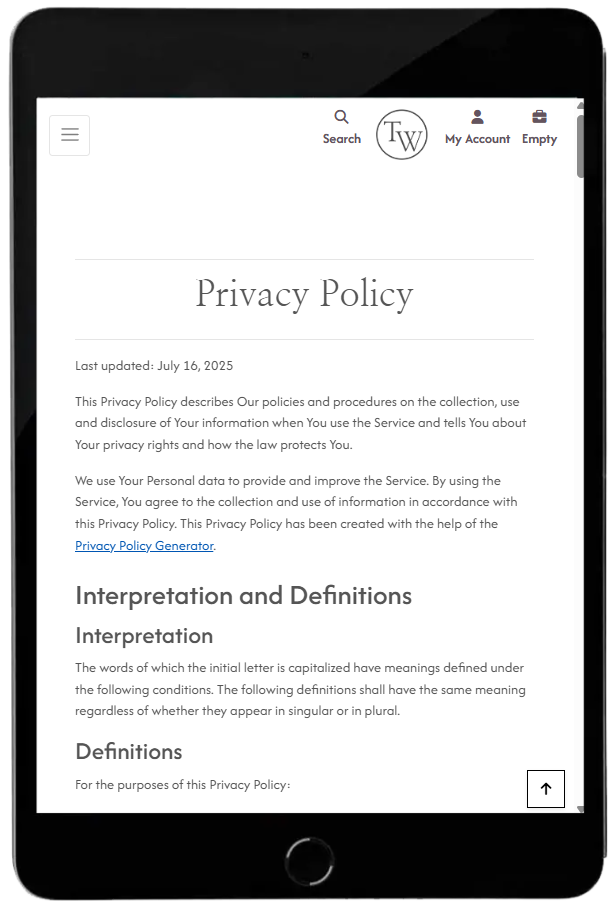 Search
TW
My Account
Empty
Privacy Policy
Last updated: July 16, 2025
This Privacy Policy describes Our policies and procedures on the collection, use
and disclosure of Your information when You use the Service and tells You about
Your privacy rights and how the law protects You.
We use Your Personal data to provide and improve the Service. By using the
Service, You agree to the collection and use of information in accordance with
this Privacy Policy. This Privacy Policy has been created with the help of the
Privacy Policy Generator.
Interpretation and Definitions
Interpretation
The words of which the initial letter is capitalized have meanings defined under
the following conditions. The following definitions shall have the same meaning
regardless of whether they appear in singular or in plural.
Definitions
For the purposes of this Privacy Policy: